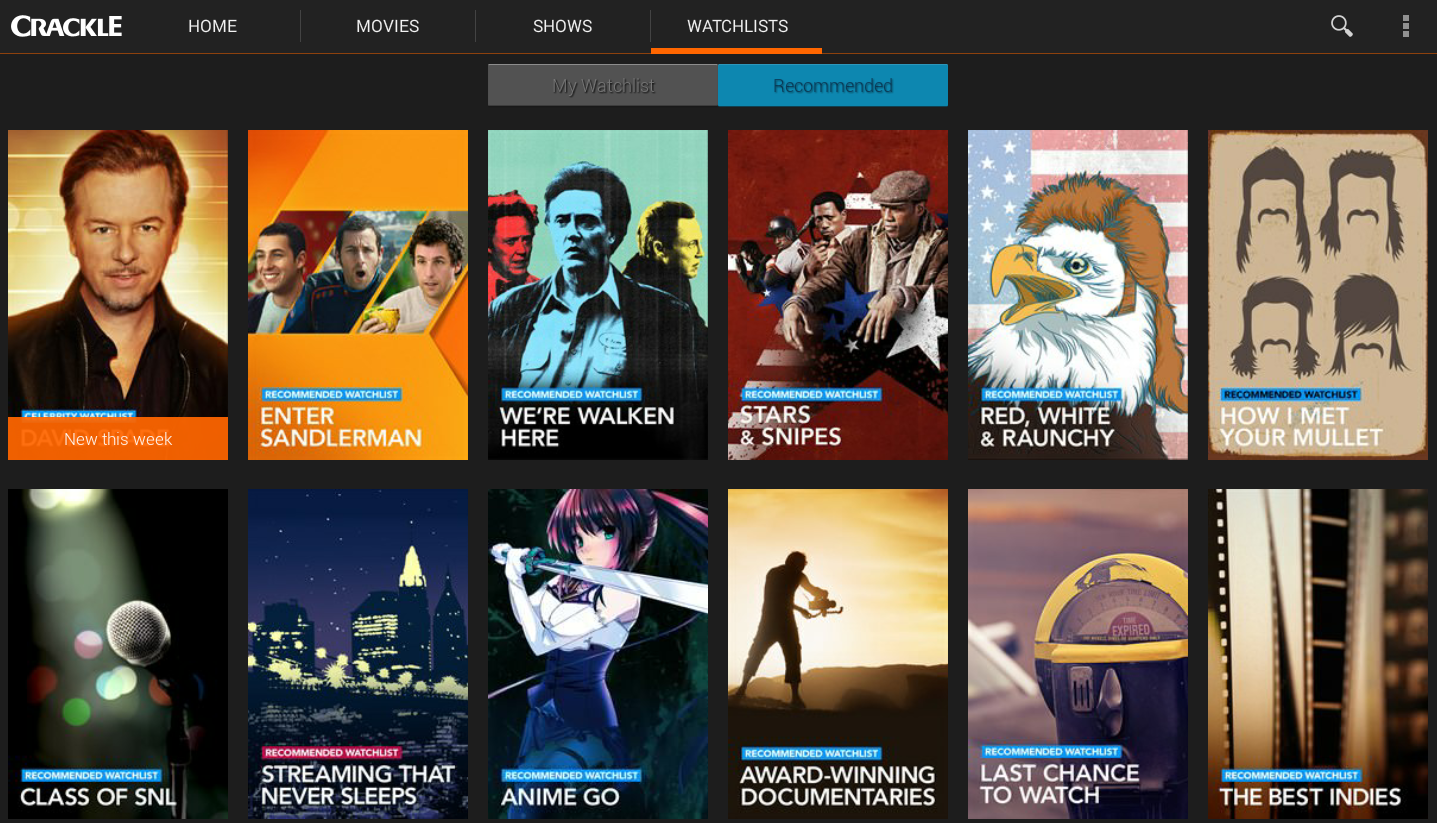 CRACKLE
HOME
MOVIES
SHOWS
WATCHLISTS
My Watchlist
Recommended
CELEBRITY WATCHLIST
DAVID SPADE
New this week
RECOMMENDED WATCHLIST
ENTER
SANDLERMAN
RECOMMENDED WATCHLIST
WE'RE WALKEN
HERE
RECOMMENDED WATCHLIST
STARS
& SNIPES
RECOMMENDED WATCHLIST
RED, WHITE
& RAUNCHY
RECOMMENDED WATCHLIST
HOW I MET
YOUR MULLET
RECOMMENDED WATCHLIST
CLASS OF SNL
RECOMMENDED WATCHLIST
STREAMING THAT
NEVER SLEEPS
RECOMMENDED WATCHLIST
ANIME GO
RECOMMENDED WATCHLIST
AWARD-WINNING
DOCUMENTARIES
TIME
EXPIRED
RECOMMENDED WATCHLIST
LAST CHANCE
TO WATCH
RECOMMENDED WATCHLIST
THE BEST INDIES